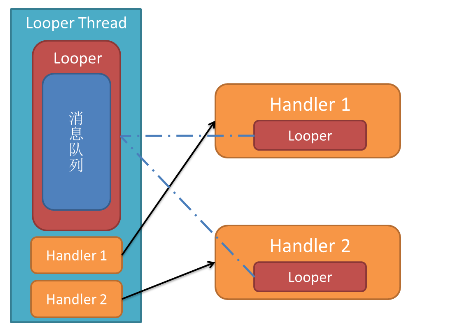 Looper Thread
Looper
消息队列
Handler 1
Handler 2
Handler 1
Looper
Handler 2
Looper